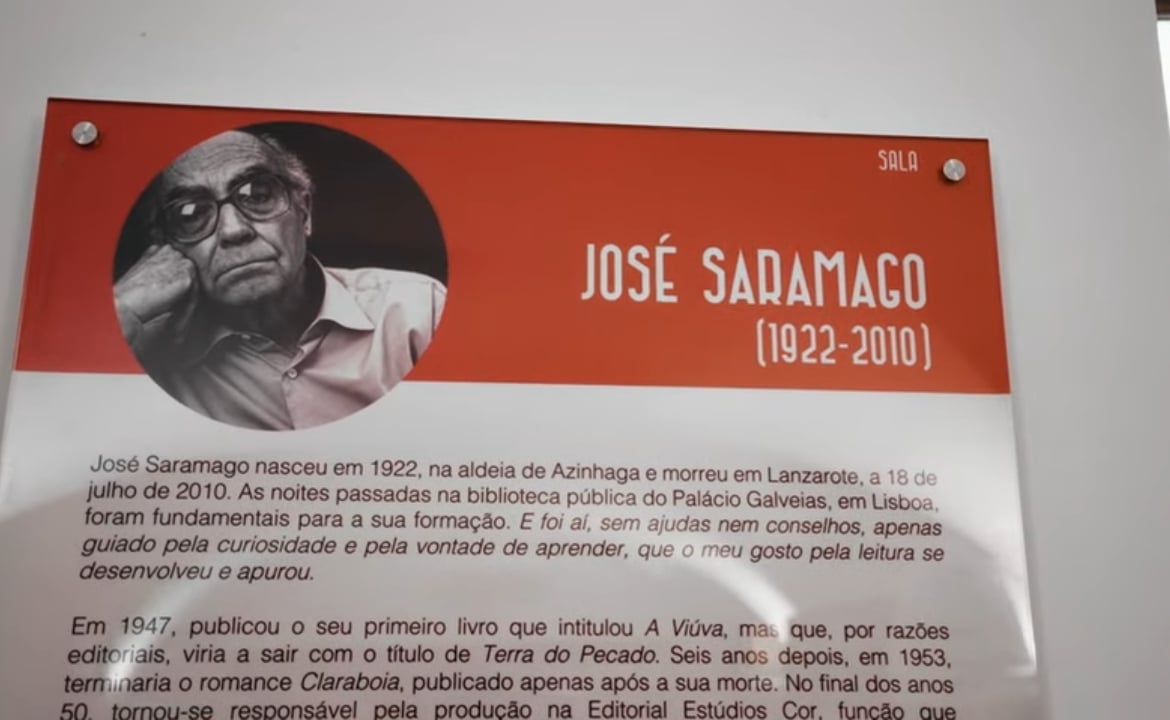 SALA
JOSÉ SARAMAGO
(1922-2010)
José Saramago nasceu em 1922, na aldeia de Azinhaga e morreu em Lanzarote, a 18 de
julho de 2010. As noites passadas na biblioteca pública do Palácio Galveias, em Lisboa,
foram fundamentais para a sua formação. E foi aí, sem ajudas nem conselhos, apenas
guiado pela curiosidade e pela vontade de aprender, que o meu gosto pela leitura se
desenvolveu e apurou.
Em 1947, publicou o seu primeiro livro que intitulou A Viúva, mas que, por razões
editoriais, viria a sair com o título de Terra do Pecado. Seis anos depois, em 1953,
terminaria o romance Claraboia, publicado apenas após a sua morte. No final dos anos
50, tornou-se responsável pela produção na Editorial Estúdios Cor, função que